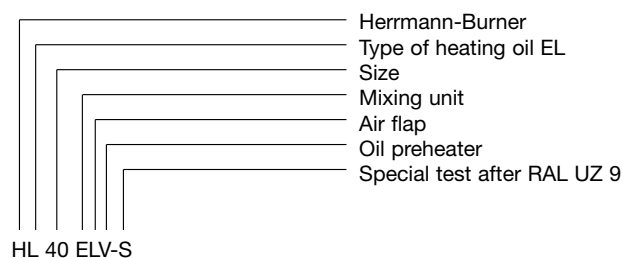 Herrmann-Burner
Type of heating oil EL
Size
Mixing unit
Air flap
Oil preheater
Special test after RAL UZ 9
HL 40 ELV-S